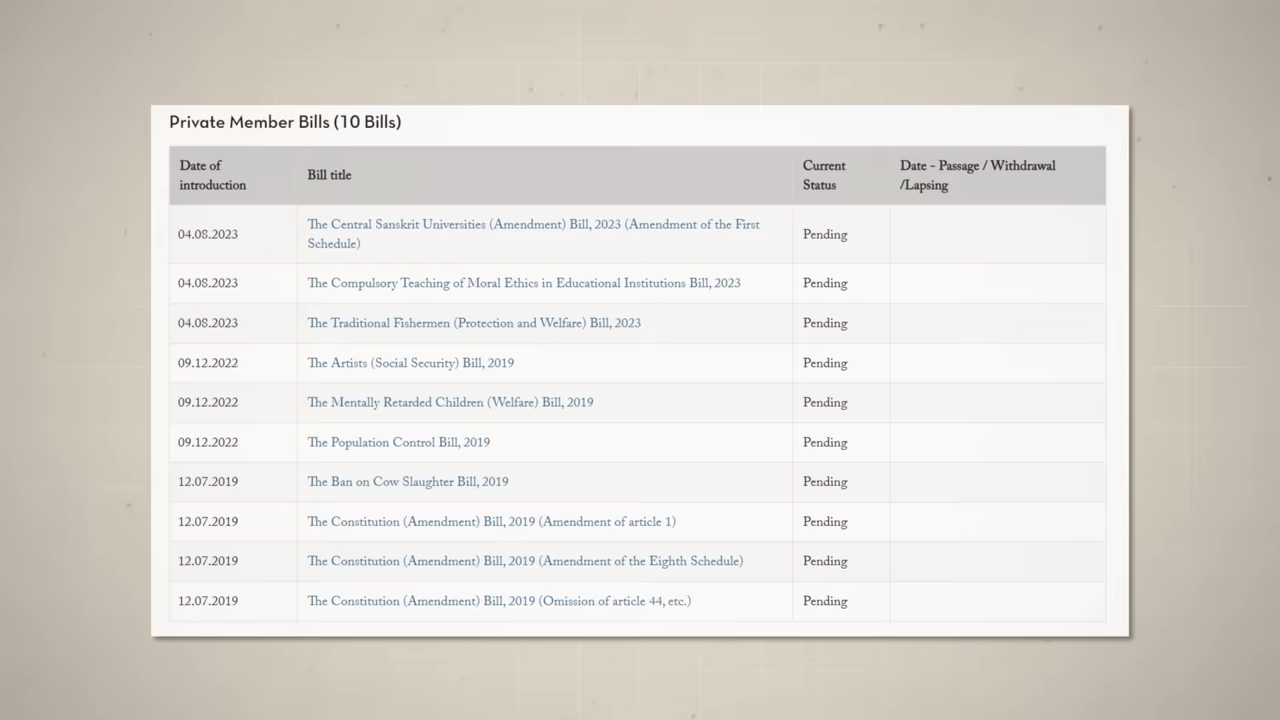 Private Member Bills (10 Bills)
Date of introduction Bill title Current Status Date - Passage / Withdrawal /Lapsing
04.08.2023 The Central Sanskrit Universities (Amendment) Bill, 2023 (Amendment of the First Schedule) Pending
04.08.2023 The Compulsory Teaching of Moral Ethics in Educational Institutions Bill, 2023 Pending
04.08.2023 The Traditional Fishermen (Protection and Welfare) Bill, 2023 Pending
09.12.2022 The Artists (Social Security) Bill, 2019 Pending
09.12.2022 The Mentally Retarded Children (Welfare) Bill, 2019 Pending
09.12.2022 The Population Control Bill, 2019 Pending
12.07.2019 The Ban on Cow Slaughter Bill, 2019 Pending
12.07.2019 The Constitution (Amendment) Bill, 2019 (Amendment of article 1) Pending
12.07.2019 The Constitution (Amendment) Bill, 2019 (Amendment of the Eighth Schedule) Pending
12.07.2019 The Constitution (Amendment) Bill, 2019 (Omission of article 44, etc.) Pending